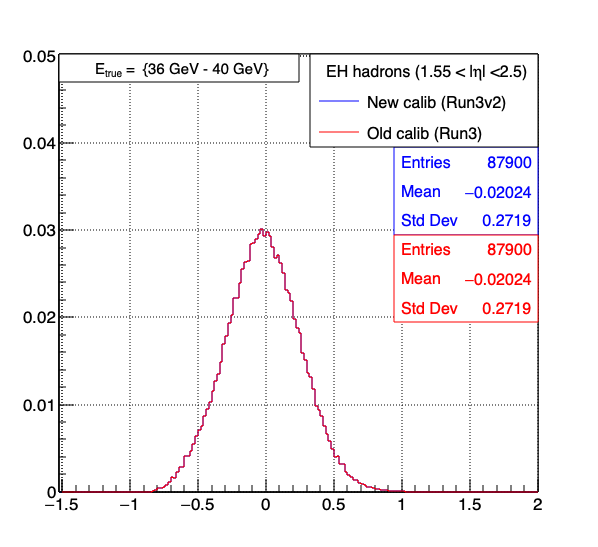 E_true = {36 GeV - 40 GeV}
EH hadrons (1.55 < |η| <2.5)
New calib (Run3v2)
Old calib (Run3)
Entries 87900
Mean −0.02024
Std Dev 0.2719
Entries 87900
Mean −0.02024
Std Dev 0.2719
0.05
0.04
0.03
0.02
0.01
0
−1.5 −1 −0.5 0 0.5 1 1.5 2